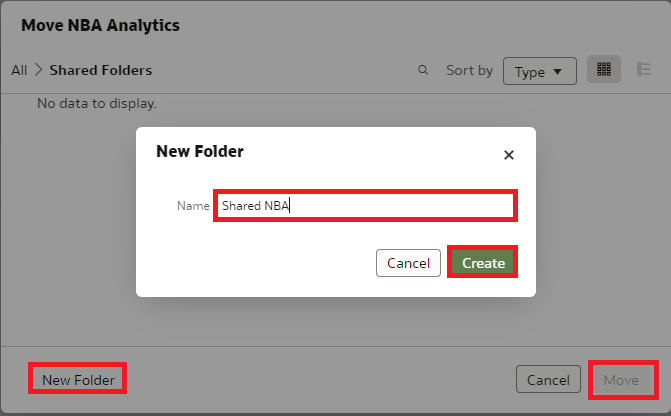 Move NBA Analytics
All > Shared Folders Sort by Type
No data to display.
New Folder
Name Shared NBA
Cancel Create
New Folder Cancel Move